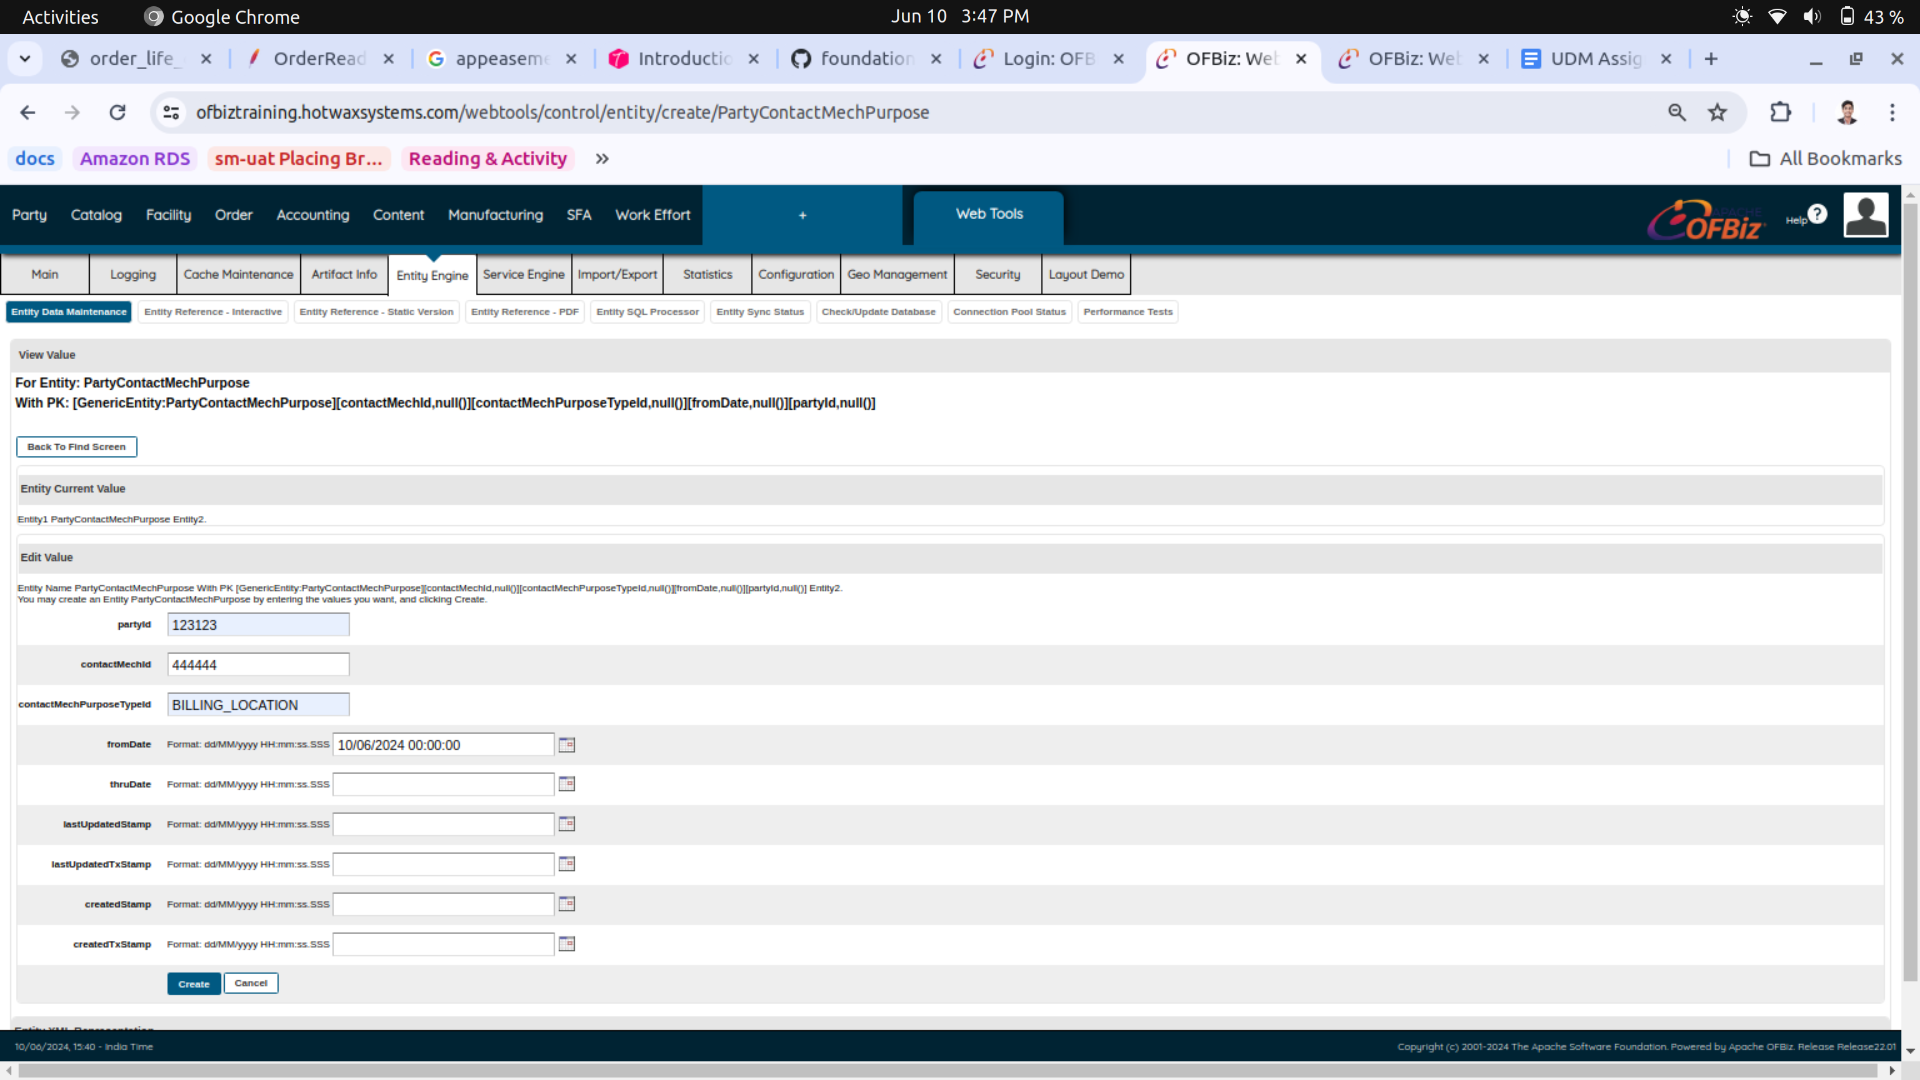 Activities
Google Chrome
Jun 10 3:47 PM
43 %
order_life_
OrderRead
appeaseme
Introductio
foundation
Login: OFB
OFBiz: Web
OFBiz: Web
UDM Assig
ofbiztraining.hotwaxsystems.com/webtools/control/entity/create/PartyContactMechPurpose
docs
Amazon RDS
sm-uat Placing Br...
Reading & Activity
»
All Bookmarks
Party
Catalog
Facility
Order
Accounting
Content
Manufacturing
SFA
Work Effort
+
Web Tools
APACHE
OFBiz
Help
?
Main
Logging
Cache Maintenance
Artifact Info
Entity Engine
Service Engine
Import/Export
Statistics
Configuration
Geo Management
Security
Layout Demo
Entity Data Maintenance
Entity Reference - Interactive
Entity Reference - Static Version
Entity Reference - PDF
Entity SQL Processor
Entity Sync Status
Check/Update Database
Connection Pool Status
Performance Tests
View Value
For Entity: PartyContactMechPurpose
With PK: [GenericEntity:PartyContactMechPurpose][contactMechId,null()][contactMechPurposeTypeId,null()][fromDate,null()][partyId,null()]
Back To Find Screen
Entity Current Value
Entity1 PartyContactMechPurpose Entity2.
Edit Value
Entity Name PartyContactMechPurpose With PK [GenericEntity:PartyContactMechPurpose][contactMechId,null()][contactMechPurposeTypeId,null()][fromDate,null()][partyId,null()] Entity2.
You may create an Entity PartyContactMechPurpose by entering the values you want, and clicking Create.
partyId 123123
contactMechId 444444
contactMechPurposeTypeId BILLING_LOCATION
fromDate Format: dd/MM/yyyy HH:mm:ss.SSS 10/06/2024 00:00:00
thruDate Format: dd/MM/yyyy HH:mm:ss.SSS
lastUpdatedStamp Format: dd/MM/yyyy HH:mm:ss.SSS
lastUpdatedTxStamp Format: dd/MM/yyyy HH:mm:ss.SSS
createdStamp Format: dd/MM/yyyy HH:mm:ss.SSS
createdTxStamp Format: dd/MM/yyyy HH:mm:ss.SSS
Create
Cancel
Entity XML Representation
10/06/2024, 15:40 - India Time
Copyright (c) 2001-2024 The Apache Software Foundation. Powered by Apache OFBiz. Release Release22.01